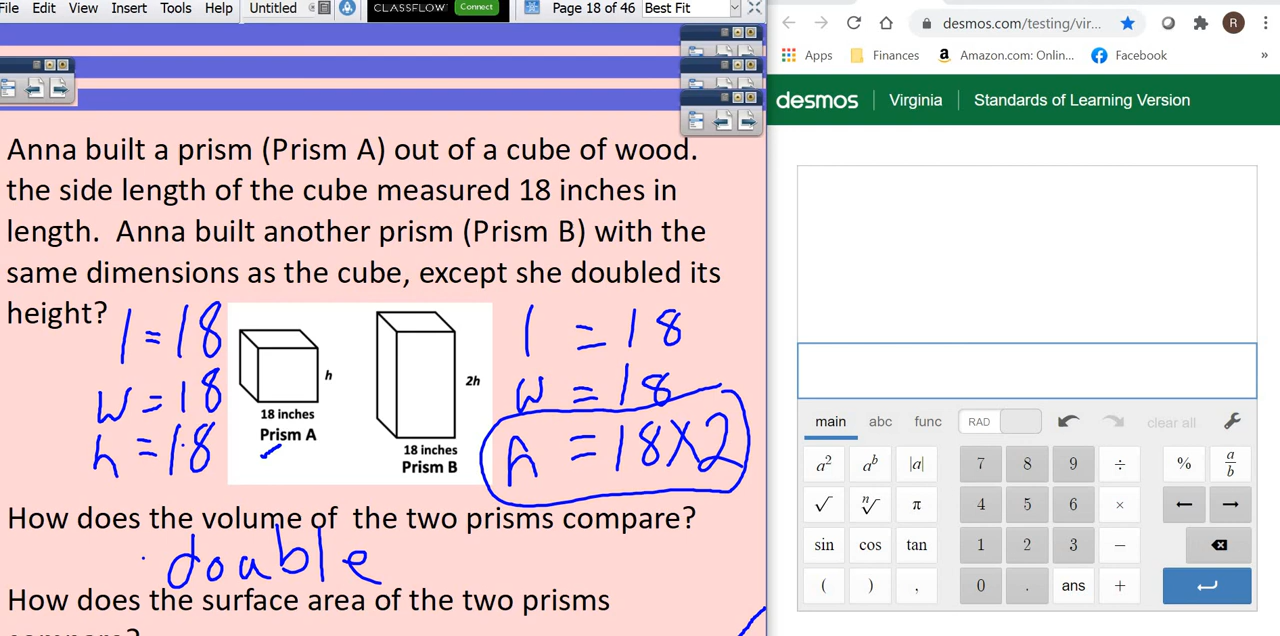 File Edit View Insert Tools Help Untitled CLASSFLOW Connect Page 18 of 46 Best Fit
desmos.com/testing/vir... R
Apps Finances Amazon.com: Onlin... Facebook »
desmos Virginia Standards of Learning Version
Anna built a prism (Prism A) out of a cube of wood.
the side length of the cube measured 18 inches in
length. Anna built another prism (Prism B) with the
same dimensions as the cube, except she doubled its
height?
l = 18
w = 18
h = 18
h
18 inches
Prism A
2h
18 inches
Prism B
l = 18
w = 18
h = 18 x 2
How does the volume of the two prisms compare?
double
How does the surface area of the two prisms
compare?
main abc func RAD clear all
a² aᵇ |a| 7 8 9 ÷ % a/b
√ ⁿ√ π 4 5 6 × ← →
sin cos tan 1 2 3 −
( ) , 0 . ans +